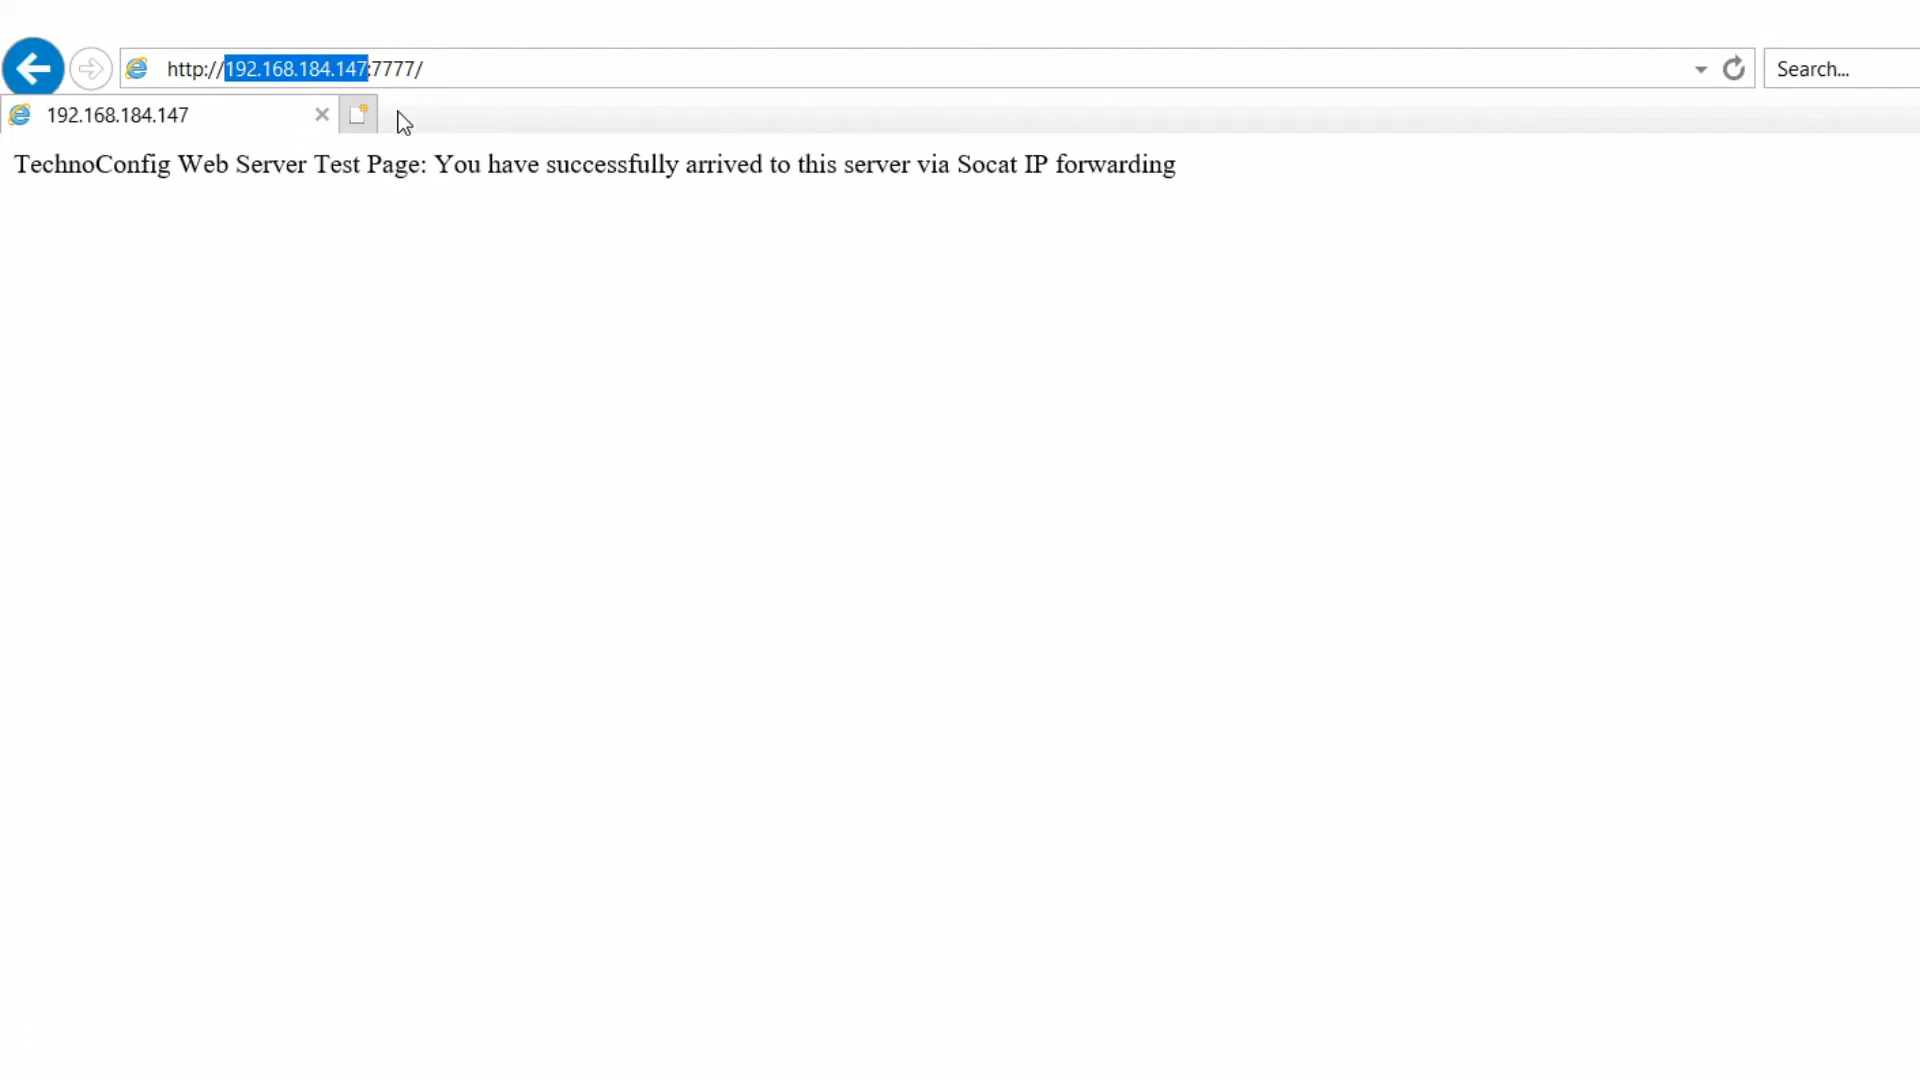 http://192.168.184.147:7777/
Search...
192.168.184.147
TechnoConfig Web Server Test Page: You have successfully arrived to this server via Socat IP forwarding